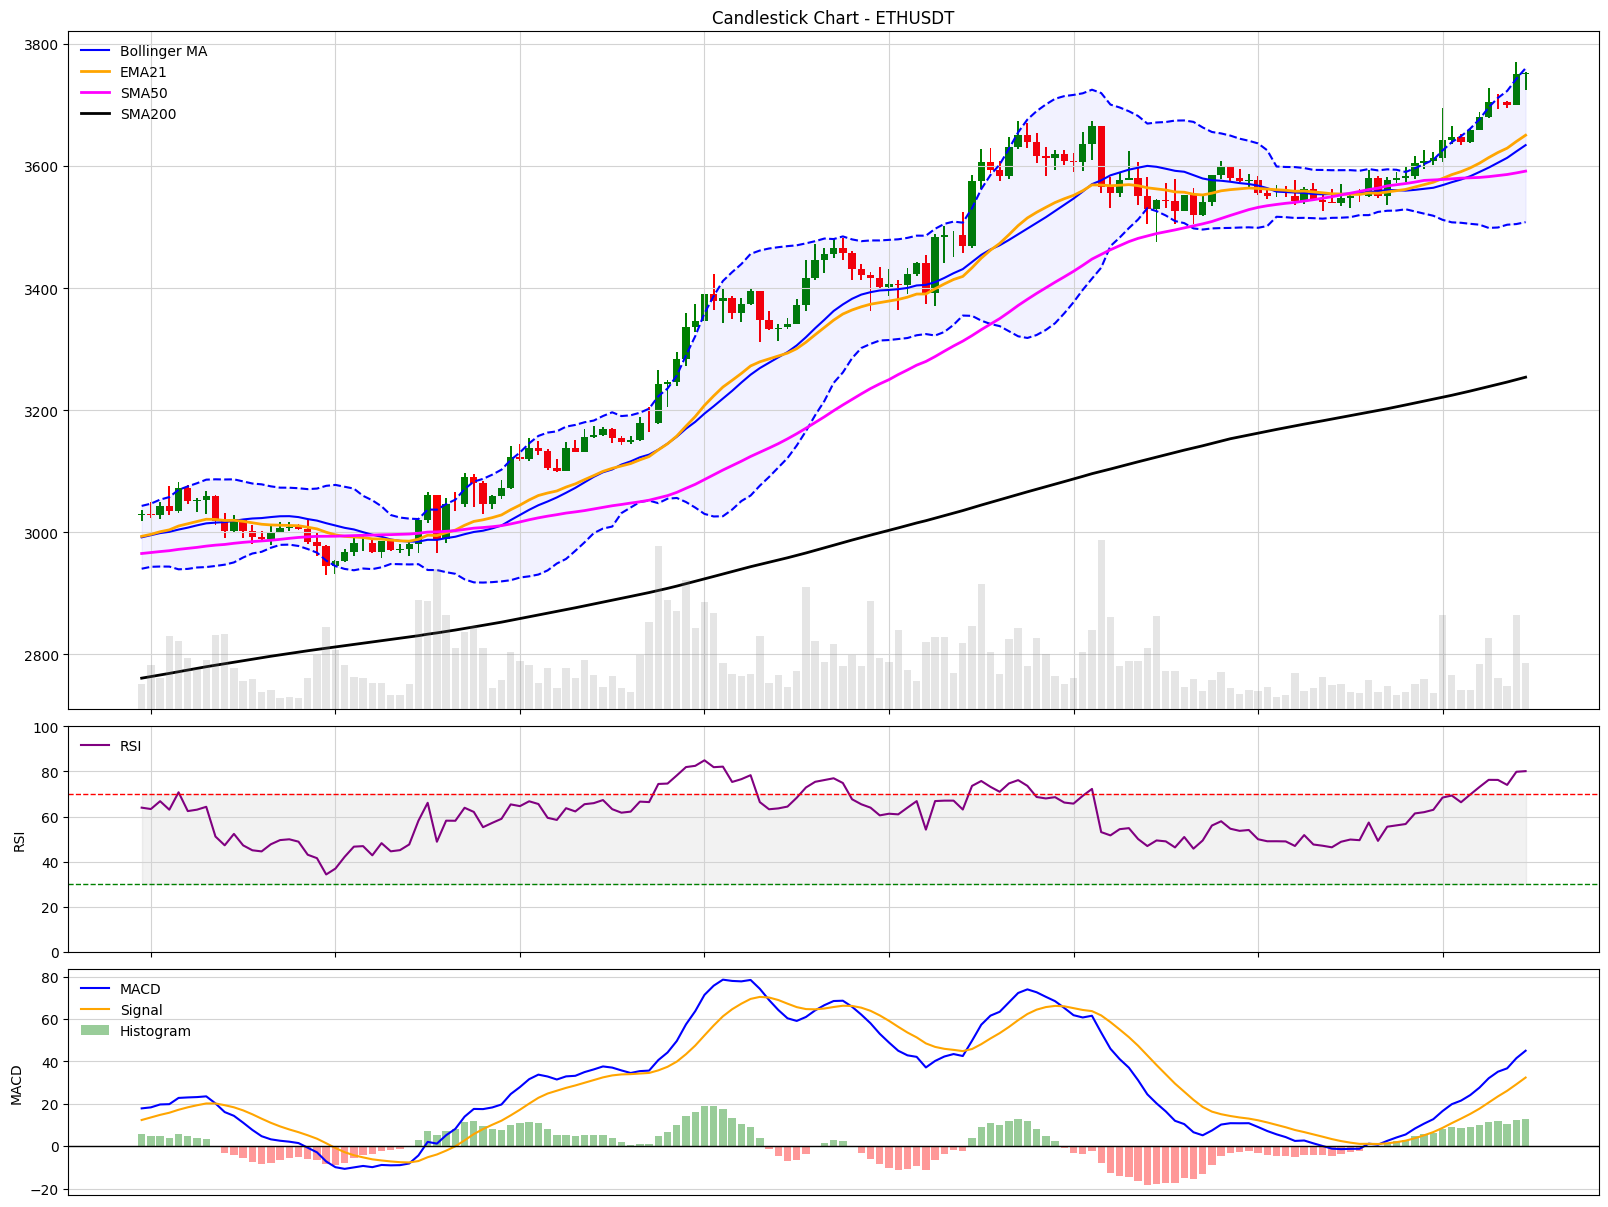 Candlestick Chart - ETHUSDT
Bollinger MA
EMA21
SMA50
SMA200
3800
3600
3400
3200
3000
2800
RSI
100
80
60
40
20
0
RSI
MACD
Signal
Histogram
80
60
40
20
0
−20
MACD